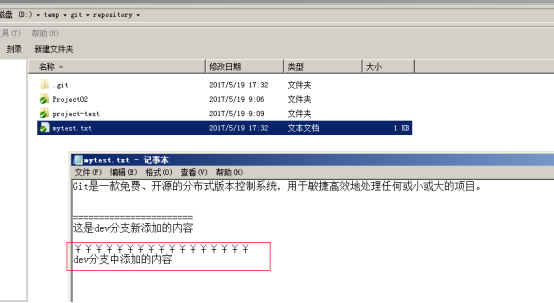 磁盘 (D:) ▾ temp ▾ git ▾ repository ▾
具(T) 帮助(H)
刻录 新建文件夹
名称 修改日期 类型 大小
.git 2017/5/19 17:32 文件夹
Project02 2017/5/19 9:06 文件夹
project-test 2017/5/19 9:09 文件夹
mytest.txt 2017/5/19 17:32 文本文档 1 KB
mytest.txt - 记事本
文件(F) 编辑(E) 格式(O) 查看(V) 帮助(H)
Git是一款免费、开源的分布式版本控制系统，用于敏捷高效地处理任何或小或大的项目。
=======================
这是dev分支新添加的内容
￥￥￥￥￥￥￥￥￥￥￥￥￥￥￥￥￥
dev分支中添加的内容